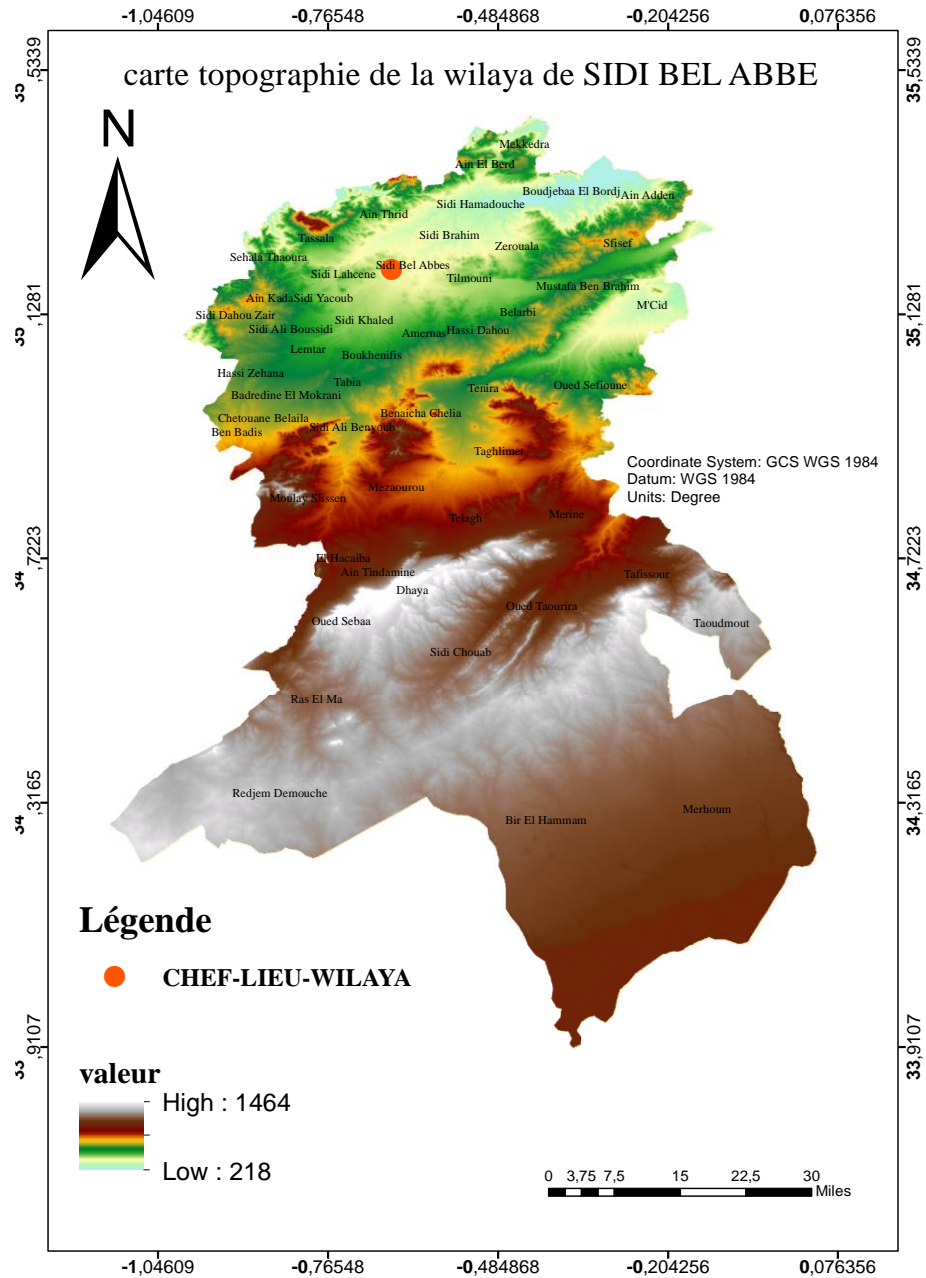 -1,04609 -0,76548 -0,484868 -0,204256 0,076356
35,5339 35,5339
carte topographie de la wilaya de SIDI BEL ABBE
N
Mekkedra
Ain El Berd
Boudjebaa El Bordj Ain Adden
Sidi Hamadouche
Ain Thrid
Tassala Sidi Brahim
Zerouala Sfisef
Sehala Thaoura
Sidi Bel Abbes
Sidi Lahcene Tilmouni
Mustafa Ben Brahim
Ain Kada Sidi Yacoub M'Cid
35,1281 35,1281
Sidi Dahou Zair Sidi Khaled Belarbi
Sidi Ali Boussidi Amernas Hassi Dahou
Lemtar Boukhenifis
Hassi Zehana
Tabia Tenira Oued Sefioune
Badredine El Mokrani
Chetouane Belaila Benaicha Chelia
Ben Badis Sidi Ali Benyoub
Taghlimet
Coordinate System: GCS WGS 1984
Datum: WGS 1984
Units: Degree
Moulay Slissen Mezaourou
Telagh Merine
34,7223 34,7223
El Hacaiba
Ain Tindamine Tafissour
Dhaya
Oued Taourira
Oued Sebaa Taoudmout
Sidi Chouab
Ras El Ma
Redjem Demouche
34,3165 34,3165
Bir El Hammam Merhoum
Légende
CHEF-LIEU-WILAYA
33,9107 33,9107
valeur
High : 1464
Low : 218
0 3,75 7,5 15 22,5 30
Miles
-1,04609 -0,76548 -0,484868 -0,204256 0,076356